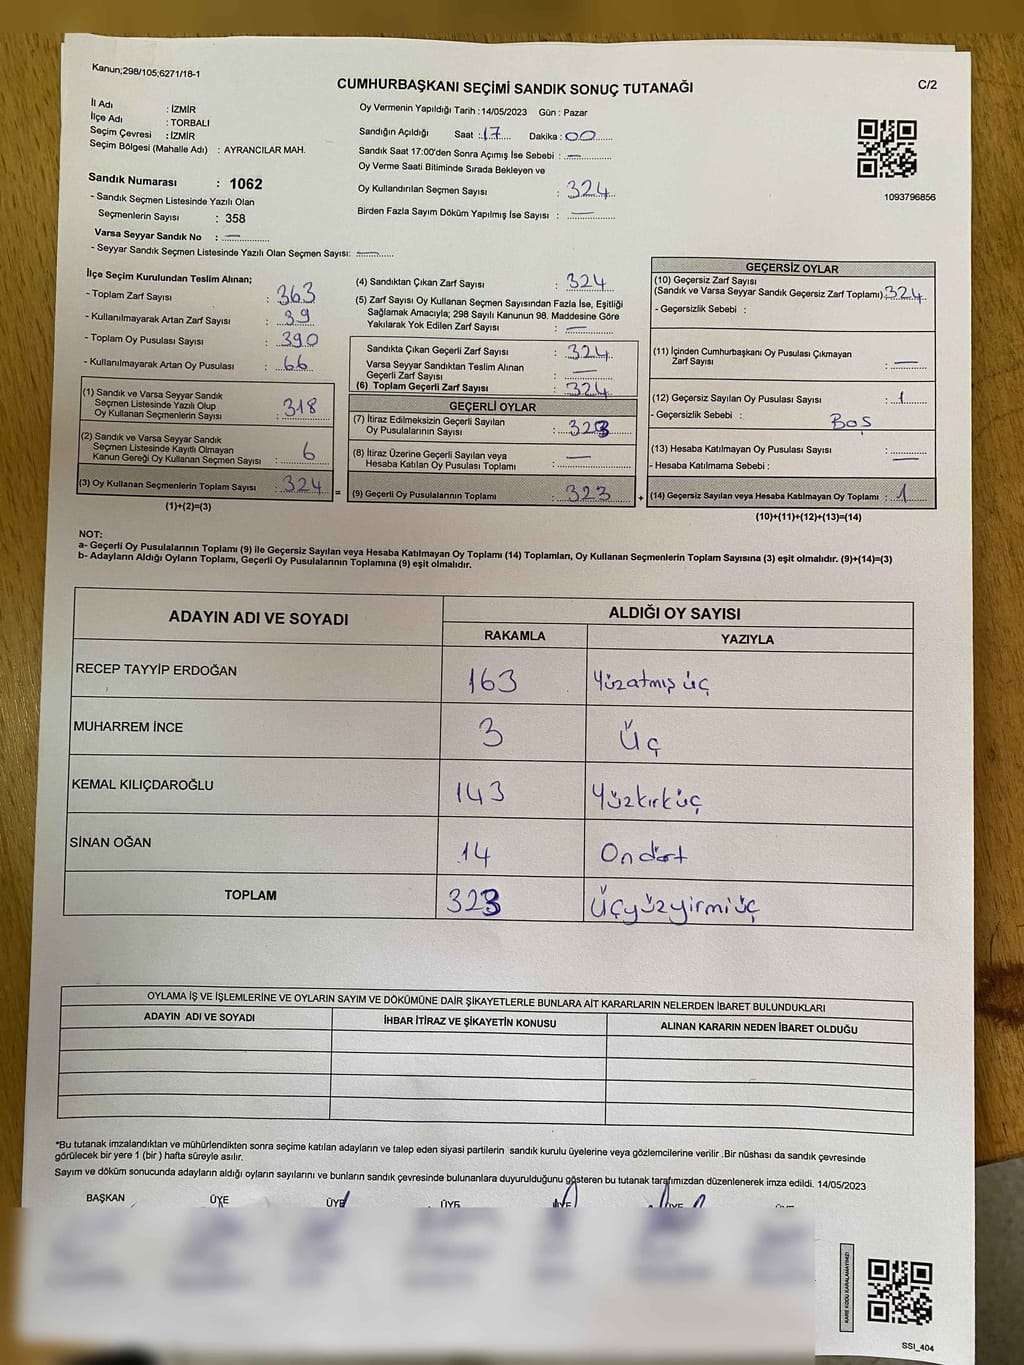 Kanun;298/105;6271/18-1
CUMHURBAŞKANI SEÇİMİ SANDIK SONUÇ TUTANAĞI
C/2
İl Adı : İZMİR
İlçe Adı : TORBALI
Seçim Çevresi : İZMİR
Seçim Bölgesi (Mahalle Adı) : AYRANCILAR MAH.
Sandık Numarası : 1062
- Sandık Seçmen Listesinde Yazılı Olan
Seçmenlerin Sayısı : 358
Varsa Seyyar Sandık No : —
- Seyyar Sandık Seçmen Listesinde Yazılı Olan Seçmen Sayısı: —
Oy Vermenin Yapıldığı Tarih : 14/05/2023 Gün : Pazar
Sandığın Açıldığı Saat : 17 Dakika : 00
Sandık Saat 17:00'den Sonra Açımış İse Sebebi : —
Oy Verme Saati Bitiminde Sırada Bekleyen ve
Oy Kullandırılan Seçmen Sayısı : 324
Birden Fazla Sayım Döküm Yapılmış İse Sayısı : —
1093796856
İlçe Seçim Kurulundan Teslim Alınan;
- Toplam Zarf Sayısı : 363
- Kullanılmayarak Artan Zarf Sayısı : 39
- Toplam Oy Pusulası Sayısı : 390
- Kullanılmayarak Artan Oy Pusulası : 66
(1) Sandık ve Varsa Seyyar Sandık
Seçmen Listesinde Yazılı Olup
Oy Kullanan Seçmenlerin Sayısı : 318
(2) Sandık ve Varsa Seyyar Sandık
Seçmen Listesinde Kayıtlı Olmayan
Kanun Gereği Oy Kullanan Seçmen Sayısı : 6
(3) Oy Kullanan Seçmenlerin Toplam Sayısı : 324
(1)+(2)=(3)
(4) Sandıktan Çıkan Zarf Sayısı : 324
(5) Zarf Sayısı Oy Kullanan Seçmen Sayısından Fazla İse, Eşitliği
Sağlamak Amacıyla; 298 Sayılı Kanunun 98. Maddesine Göre
Yakılarak Yok Edilen Zarf Sayısı : —
Sandıkta Çıkan Geçerli Zarf Sayısı : 324
Varsa Seyyar Sandıktan Teslim Alınan
Geçerli Zarf Sayısı : —
(6) Toplam Geçerli Zarf Sayısı 324
GEÇERLİ OYLAR
(7) İtiraz Edilmeksizin Geçerli Sayılan
Oy Pusulalarının Sayısı : 323
(8) İtiraz Üzerine Geçerli Sayılan veya
Hesaba Katılan Oy Pusulası Toplamı : —
= (9) Geçerli Oy Pusulalarının Toplamı : 323
GEÇERSİZ OYLAR
(10) Geçersiz Zarf Sayısı
(Sandık ve Varsa Seyyar Sandık Geçersiz Zarf Toplamı) 324
- Geçersizlik Sebebi :
(11) İçinden Cumhurbaşkanı Oy Pusulası Çıkmayan
Zarf Sayısı : —
(12) Geçersiz Sayılan Oy Pusulası Sayısı : 1
- Geçersizlik Sebebi : BOŞ
(13) Hesaba Katılmayan Oy Pusulası Sayısı : —
- Hesaba Katılmama Sebebi :
+ (14) Geçersiz Sayılan veya Hesaba Katılmayan Oy Toplamı : 1
(10)+(11)+(12)+(13)=(14)
NOT:
a- Geçerli Oy Pusulalarının Toplamı (9) ile Geçersiz Sayılan veya Hesaba Katılmayan Oy Toplamı (14) Toplamları, Oy Kullanan Seçmenlerin Toplam Sayısına (3) eşit olmalıdır. (9)+(14)=(3)
b- Adayların Aldığı Oyların Toplamı, Geçerli Oy Pusulalarının Toplamına (9) eşit olmalıdır.
ADAYIN ADI VE SOYADI ALDIĞI OY SAYISI
RAKAMLA YAZIYLA
RECEP TAYYİP ERDOĞAN 163 Yüzatmış üç
MUHARREM İNCE 3 Üç
KEMAL KILIÇDAROĞLU 143 Yüzkırküç
SİNAN OĞAN 14 Ondört
TOPLAM 323 Üçyüzyirmiüç
OYLAMA İŞ VE İŞLEMLERİNE VE OYLARIN SAYIM VE DÖKÜMÜNE DAİR ŞİKAYETLERLE BUNLARA AİT KARARLARIN NELERDEN İBARET BULUNDUKLARI
ADAYIN ADI VE SOYADI İHBAR İTİRAZ VE ŞİKAYETİN KONUSU ALINAN KARARIN NEDEN İBARET OLDUĞU
*Bu tutanak imzalandıktan ve mühürlendikten sonra seçime katılan adayların ve talep eden siyasi partilerin sandık kurulu üyelerine veya gözlemcilerine verilir .Bir nüshası da sandık çevresinde
görülecek bir yere 1 (bir ) hafta süreyle asılır.
Sayım ve döküm sonucunda adayların aldığı oyların sayılarını ve bunların sandık çevresinde bulunanlara duyurulduğunu gösteren bu tutanak tarafımızdan düzenlenerek imza edildi. 14/05/2023
BAŞKAN ÜYE ÜYE ÜYE ÜYE ÜYE
KARE KODU KARALAMAYINIZ!
SSI_404